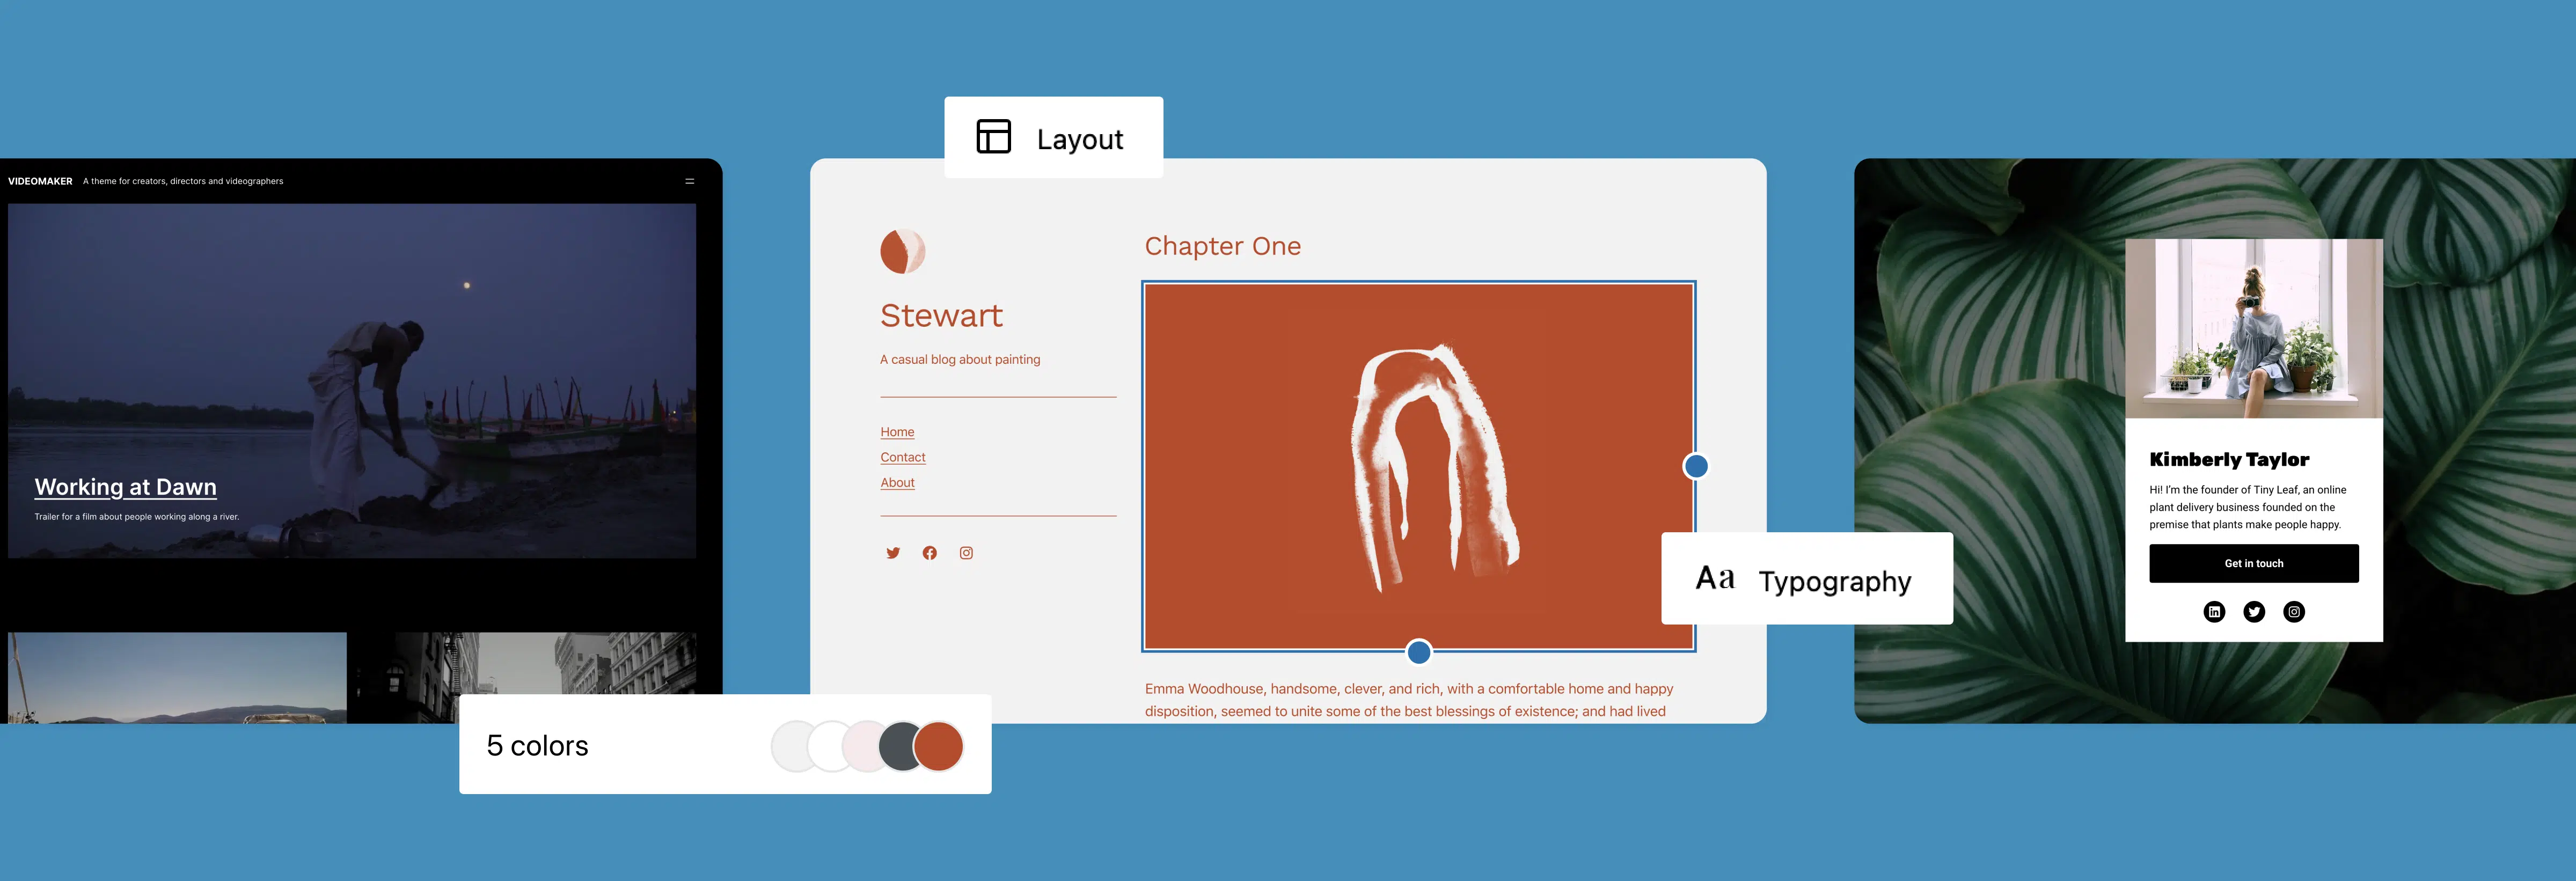 VIDEOMAKER A theme for creators, directors and videographers
Working at Dawn
Trailer for a film about people working along a river.
5 colors
Layout
Stewart
A casual blog about painting
Home
Contact
About
Chapter One
Emma Woodhouse, handsome, clever, and rich, with a comfortable home and happy
disposition, seemed to unite some of the best blessings of existence; and had lived
Aa Typography
Kimberly Taylor
Hi! I'm the founder of Tiny Leaf, an online
plant delivery business founded on the
premise that plants make people happy.
Get in touch
in